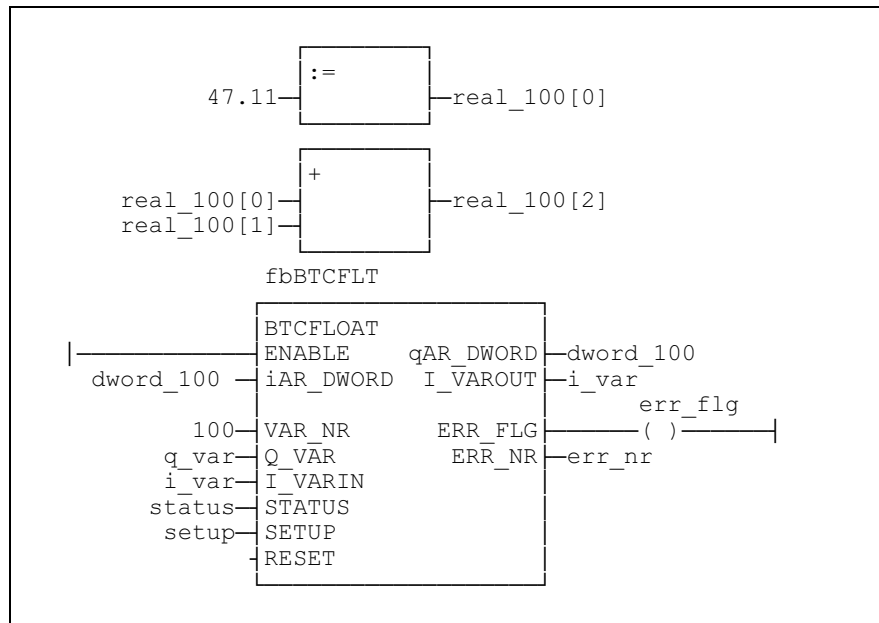 :=
47.11 real_100[0]
+
real_100[0] real_100[2]
real_100[1]
fbBTCFLT
BTCFLOAT
ENABLE qAR_DWORD dword_100
dword_100 iAR_DWORD I_VAROUT i_var
err_flg
100 VAR_NR ERR_FLG ( )
q_var Q_VAR ERR_NR err_nr
i_var I_VARIN
status STATUS
setup SETUP
RESET